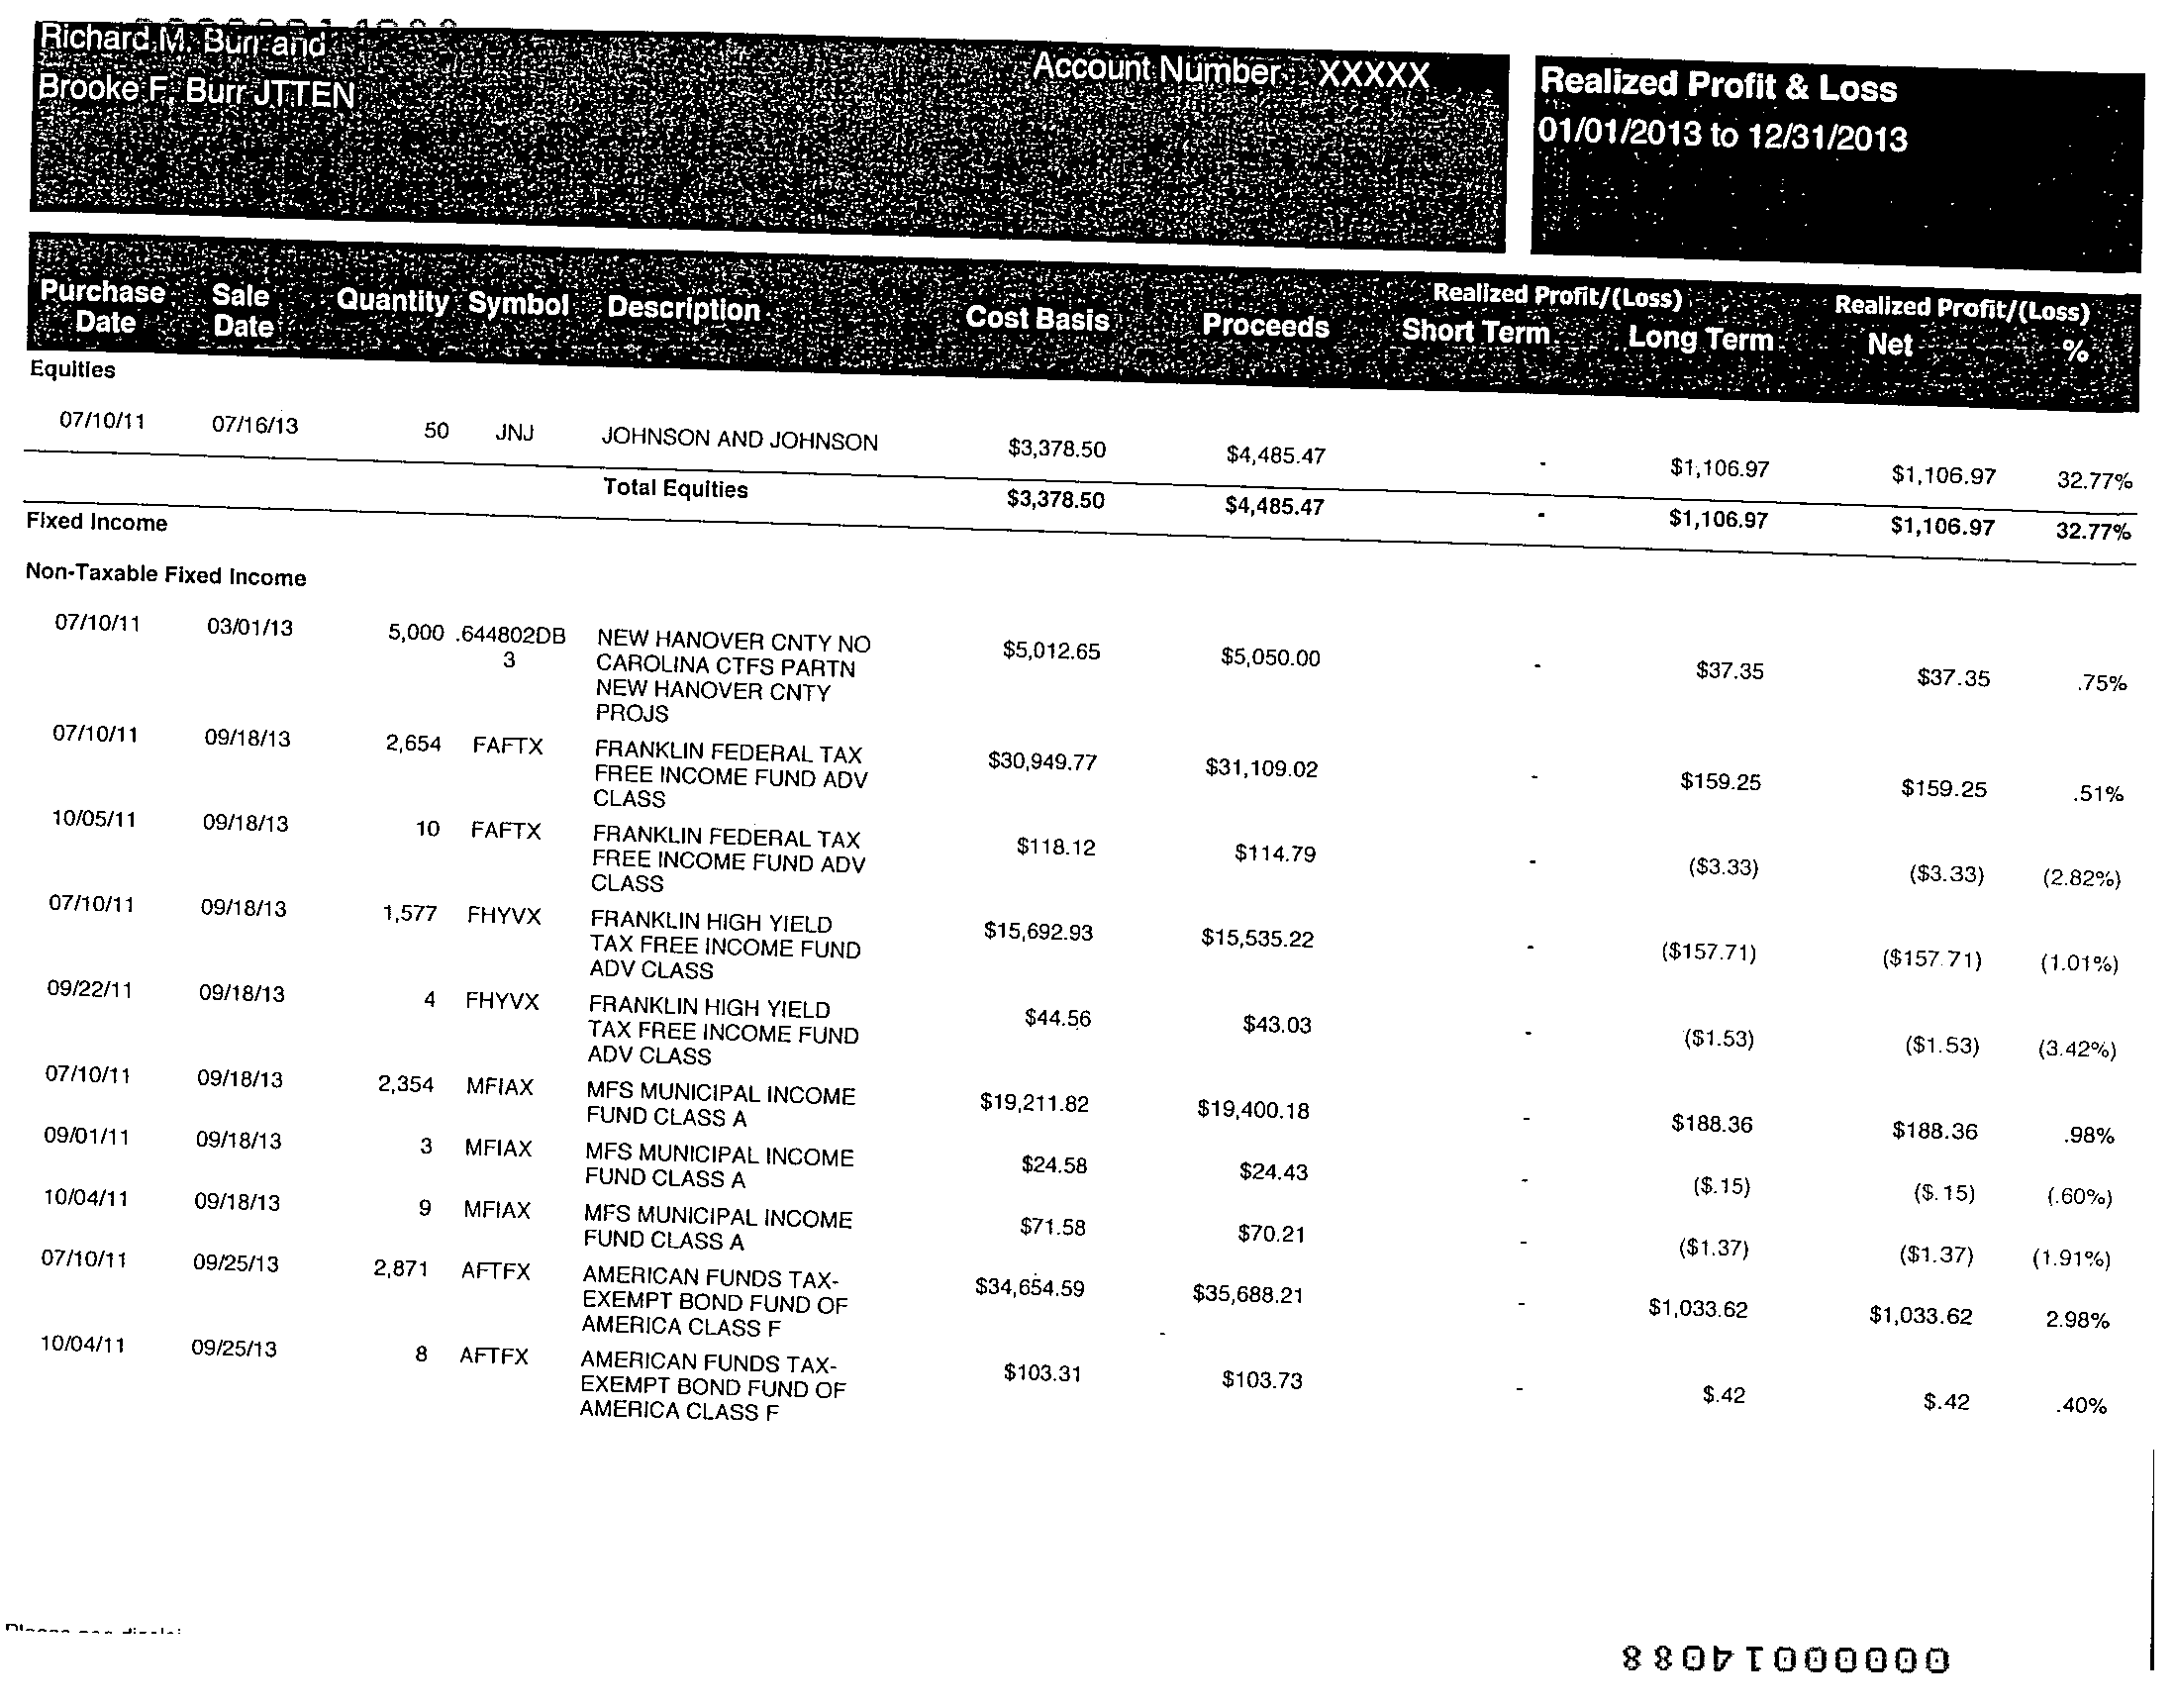 Richard M. Burr and
Brooke F. Burr JTTEN
Account Number XXXXX
Realized Profit & Loss
01/01/2013 to 12/31/2013
Purchase Date Sale Date Quantity Symbol Description Cost Basis Proceeds Realized Profit/(Loss) Short Term Long Term Realized Profit/(Loss) Net %
Equities
07/10/11 07/16/13 50 JNJ JOHNSON AND JOHNSON $3,378.50 $4,485.47 - $1,106.97 $1,106.97 32.77%
Total Equities $3,378.50 $4,485.47 - $1,106.97 $1,106.97 32.77%
Fixed Income
Non-Taxable Fixed Income
07/10/11 03/01/13 5,000 .644802DB NEW HANOVER CNTY NO $5,012.65 $5,050.00 - $37.35 $37.35 .75%
3 CAROLINA CTFS PARTN
NEW HANOVER CNTY
PROJS
07/10/11 09/18/13 2,654 FAFTX FRANKLIN FEDERAL TAX $30,949.77 $31,109.02 - $159.25 $159.25 .51%
FREE INCOME FUND ADV
CLASS
10/05/11 09/18/13 10 FAFTX FRANKLIN FEDERAL TAX $118.12 $114.79 - ($3.33) ($3.33) (2.82%)
FREE INCOME FUND ADV
CLASS
07/10/11 09/18/13 1,577 FHYVX FRANKLIN HIGH YIELD $15,692.93 $15,535.22 - ($157.71) ($157.71) (1.01%)
TAX FREE INCOME FUND
ADV CLASS
09/22/11 09/18/13 4 FHYVX FRANKLIN HIGH YIELD $44.56 $43.03 - ($1.53) ($1.53) (3.42%)
TAX FREE INCOME FUND
ADV CLASS
07/10/11 09/18/13 2,354 MFIAX MFS MUNICIPAL INCOME $19,211.82 $19,400.18 - $188.36 $188.36 .98%
FUND CLASS A
09/01/11 09/18/13 3 MFIAX MFS MUNICIPAL INCOME $24.58 $24.43 - ($.15) ($.15) (.60%)
FUND CLASS A
10/04/11 09/18/13 9 MFIAX MFS MUNICIPAL INCOME $71.58 $70.21 - ($1.37) ($1.37) (1.91%)
FUND CLASS A
07/10/11 09/25/13 2,871 AFTFX AMERICAN FUNDS TAX- $34,654.59 $35,688.21 - $1,033.62 $1,033.62 2.98%
EXEMPT BOND FUND OF
AMERICA CLASS F
10/04/11 09/25/13 8 AFTFX AMERICAN FUNDS TAX- $103.31 $103.73 - $.42 $.42 .40%
EXEMPT BOND FUND OF
AMERICA CLASS F
00000014088